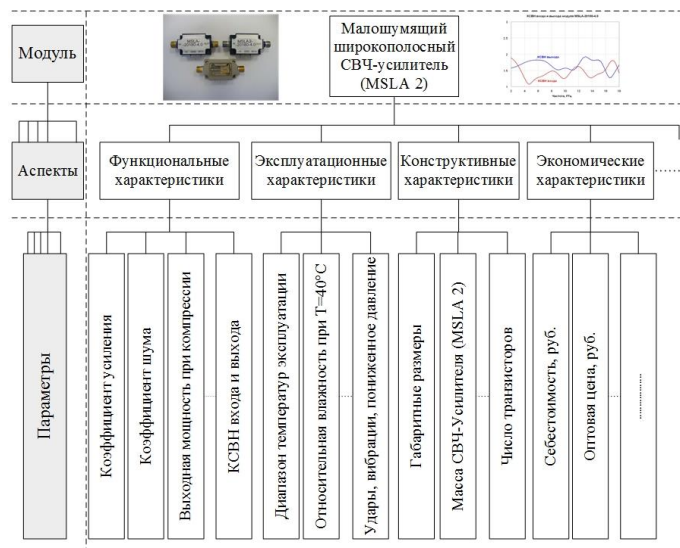 Модуль
Малошумящий
широкополосный
СВЧ-усилитель
(MSLA 2)
Аспекты
Функциональные
характеристики
Эксплуатационные
характеристики
Конструктивные
характеристики
Экономические
характеристики
Параметры
Коэффициент усиления
Коэффициент шума
Выходная мощность при компрессии
КСВН входа и выхода
Диапазон температур эксплуатации
Относительная влажность при T=40°C
Удары, вибрации, пониженное давление
Габаритные размеры
Масса СВЧ-Усилителя (MSLA 2)
Число транзисторов
Себестоимость, руб.
Оптовая цена, руб.